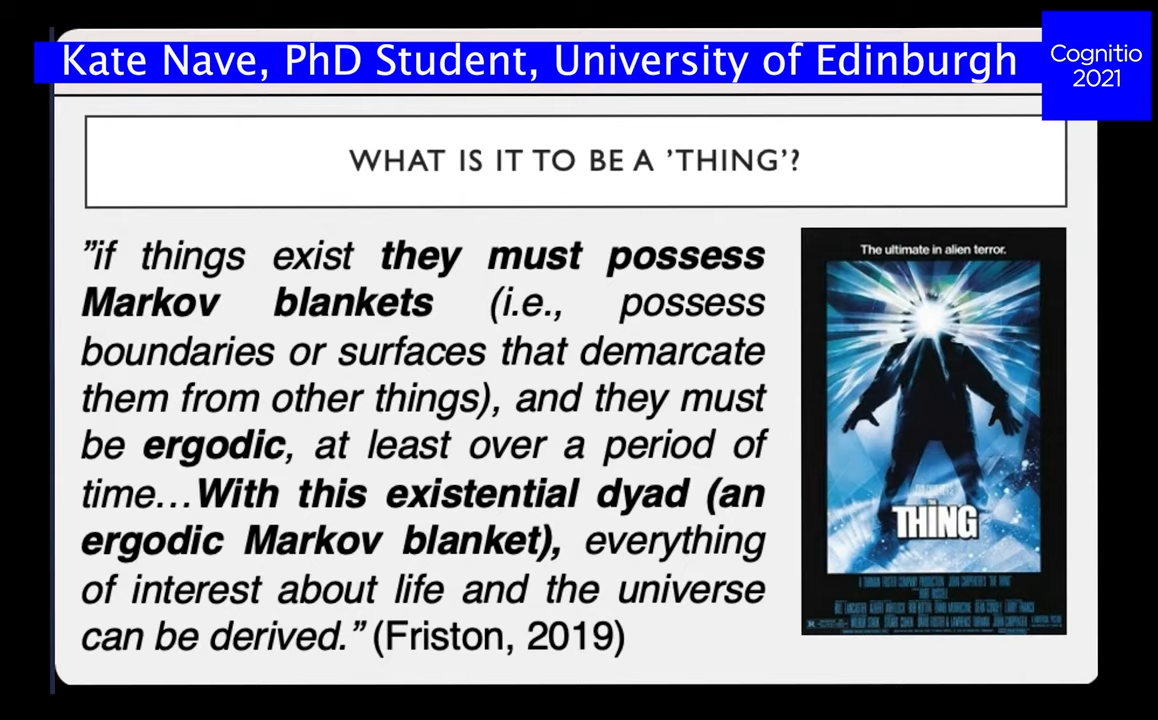 Kate Nave, PhD Student, University of Edinburgh
Cognitio
2021
WHAT IS IT TO BE A ’THING’?
”if things exist they must possess
Markov blankets (i.e., possess
boundaries or surfaces that demarcate
them from other things), and they must
be ergodic, at least over a period of
time…With this existential dyad (an
ergodic Markov blanket), everything
of interest about life and the universe
can be derived.” (Friston, 2019)
The ultimate in alien terror.
THE
THING